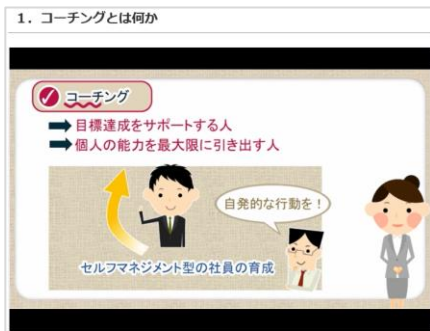 1．コーチングとは何か
コーチング
目標達成をサポートする人
個人の能力を最大限に引き出す人
自発的な行動を！
セルフマネジメント型の社員の育成